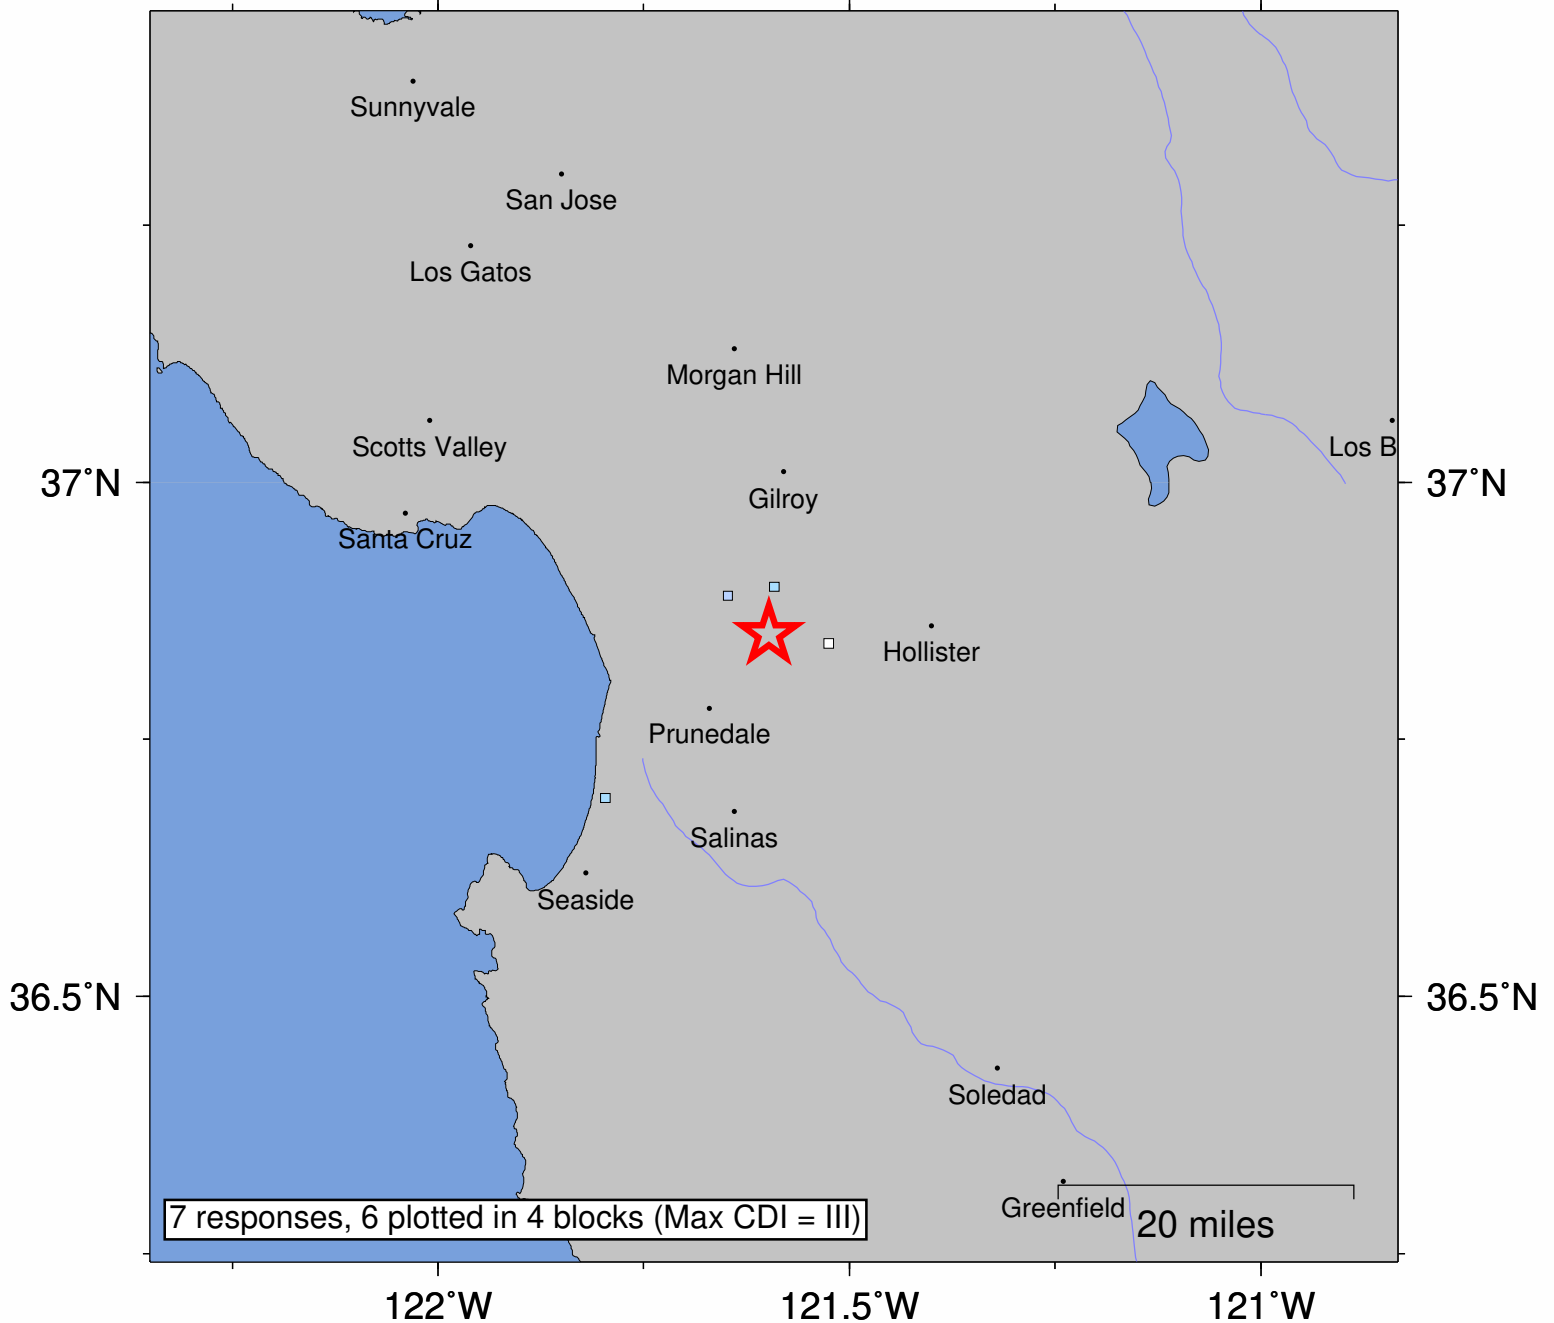 Sunnyvale
San Jose
Los Gatos
Morgan Hill
Scotts Valley
Los B
37°N
37°N
Gilroy
Santa Cruz
Hollister
Prunedale
Salinas
Seaside
36.5°N
36.5°N
Soledad
Greenfield
7 responses, 6 plotted in 4 blocks (Max CDI = III)
20 miles
122°W
121.5°W
121°W